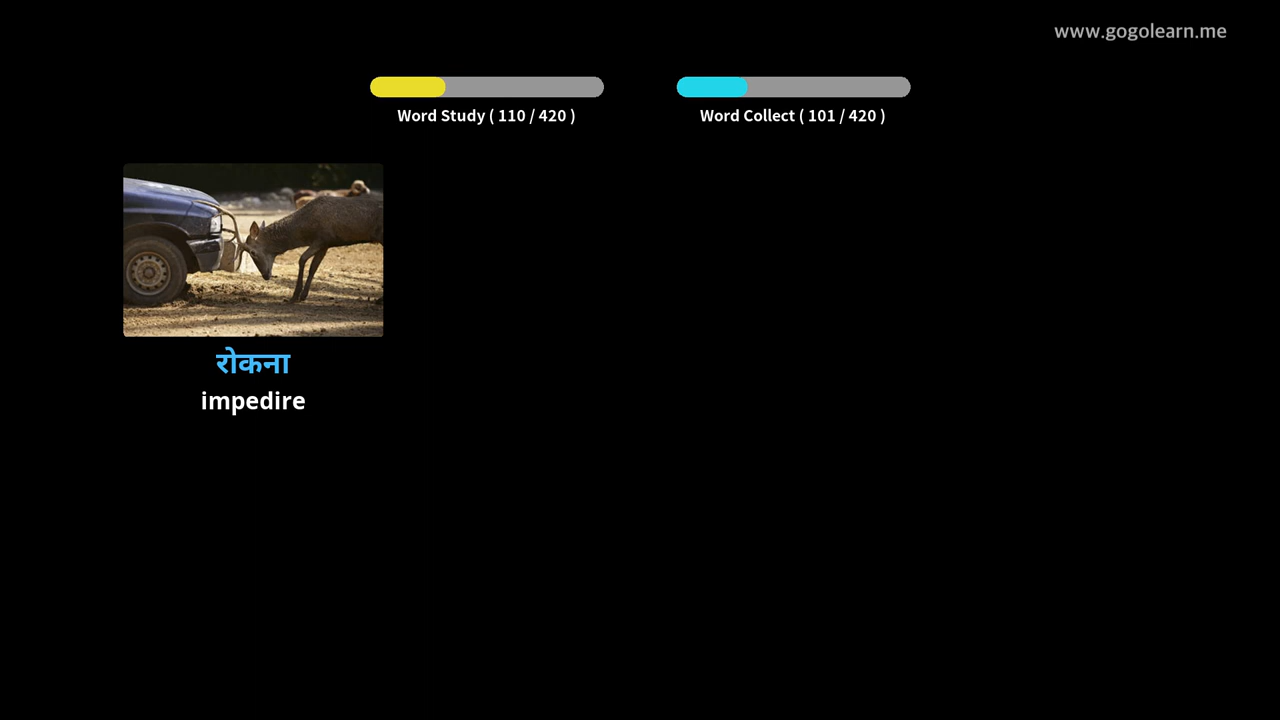 www.gogolearn.me
Word Study ( 110 / 420 )
Word Collect ( 101 / 420 )
रोकना
impedire